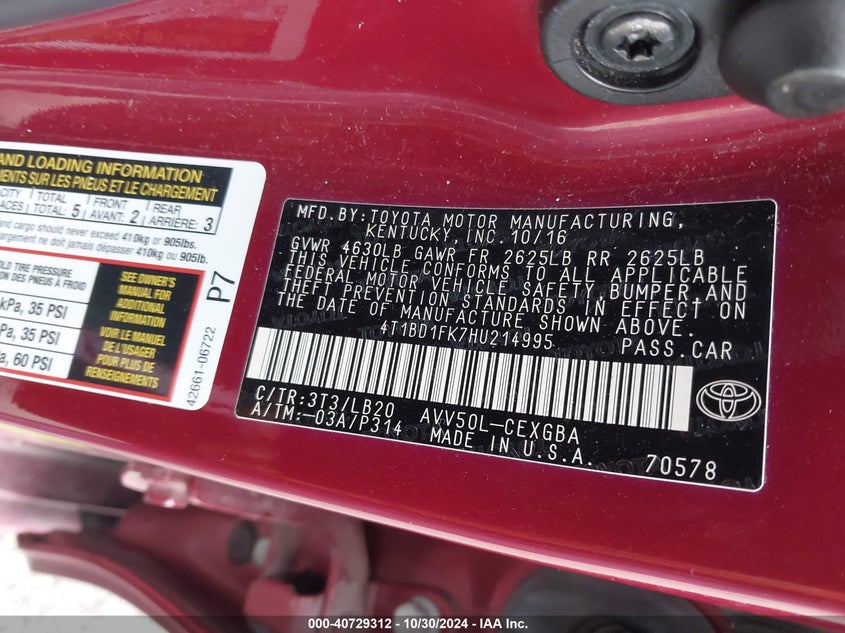 AND LOADING INFORMATION
EMENTS SUR LES PNEUS ET LE CHARGEMENT
CITY TOTAL FRONT REAR
ACES TOTAL: 5 AVANT: 2 ARRIÈRE: 3
and cargo should never exceed 410kg or 905lbs.
argement ne doit jamais dépasser 410kg ou 905lb.
OLD TIRE PRESSURE
DES PNEUS À FROID
kPa, 35 PSI
Pa, 35 PSI
a, 60 PSI
SEE OWNER'S
MANUAL FOR
ADDITIONAL
INFORMATION
VOIR LE MANUEL
DE L'USAGER
POUR PLUS DE
RENSEIGNEMENTS
P7
42661-06722
MFD. BY: TOYOTA MOTOR MANUFACTURING,
KENTUCKY, INC. 10/16
GVWR 4630LB GAWR FR 2625LB RR 2625LB
THIS VEHICLE CONFORMS TO ALL APPLICABLE
FEDERAL MOTOR VEHICLE SAFETY, BUMPER, AND
THEFT PREVENTION STANDARDS IN EFFECT ON
THE DATE OF MANUFACTURE SHOWN ABOVE.
4T1BD1FK7HU214995 PASS.CAR
C/TR:3T3/LB20 AVV50L-CEXGBA
A/TM:-03A/P314 MADE IN U.S.A. 70578
TOYOTA
000-40729312 - 10/30/2024 - IAA Inc.